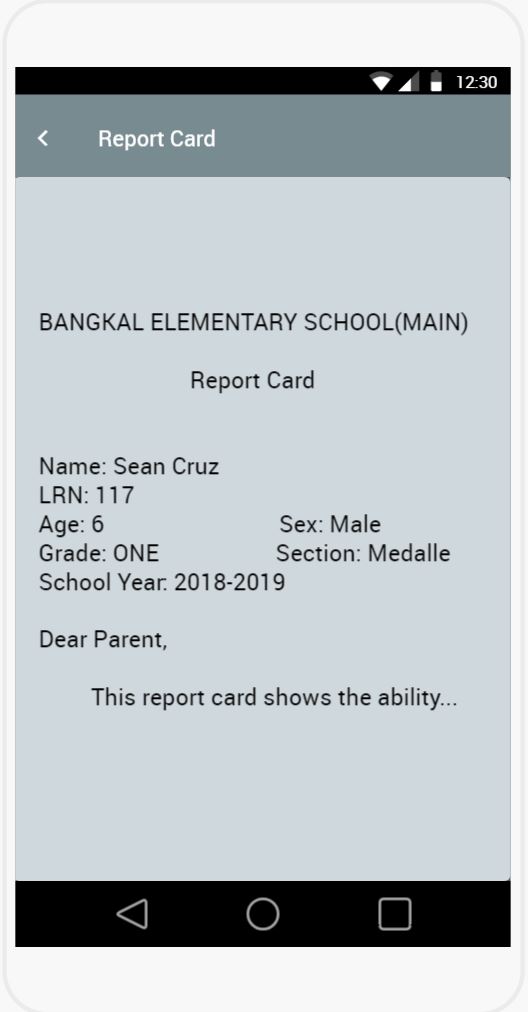 12:30
Report Card
BANGKAL ELEMENTARY SCHOOL(MAIN)
Report Card
Name: Sean Cruz
LRN: 117
Age: 6 Sex: Male
Grade: ONE Section: Medalle
School Year: 2018-2019
Dear Parent,
This report card shows the ability...